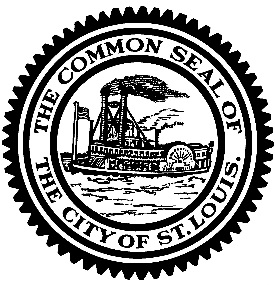 THE COMMON SEAL OF
THE CITY OF ST. LOUIS.